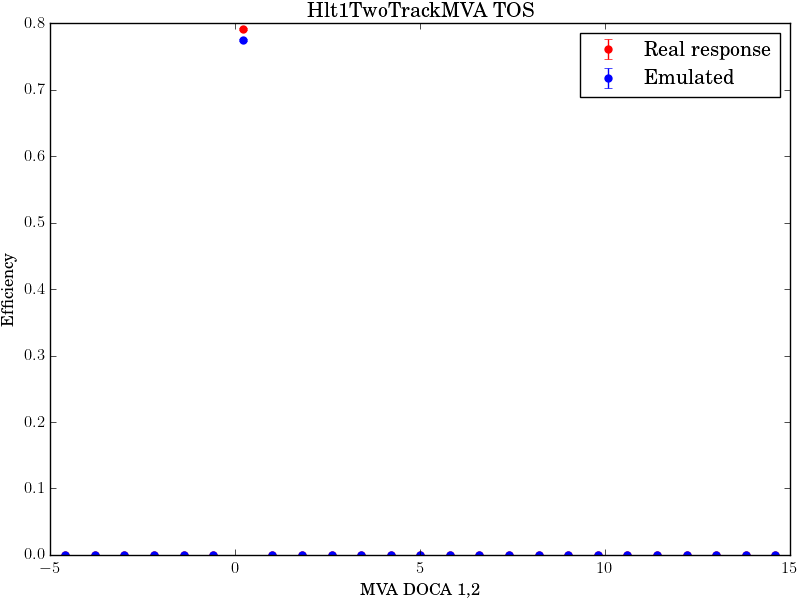 Hlt1TwoTrackMVA TOS
Real response
Emulated
0.8
0.7
0.6
0.5
0.4
0.3
0.2
0.1
0.0
Efficiency
−5 0 5 10 15
MVA DOCA 1,2